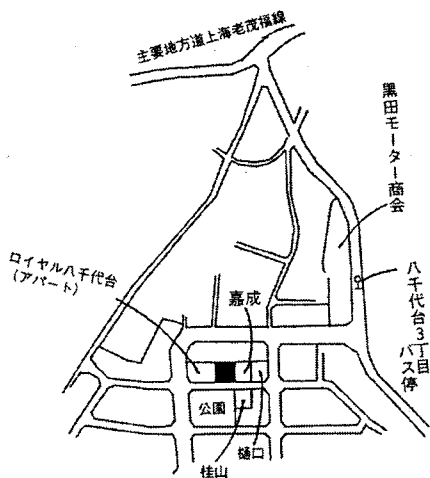 主要地方道上海老茂福線
黒田モーター商会
ロイヤル八千代台
(アパート)
嘉成
八千代台3丁目
バス停
公園
樋口
桂山